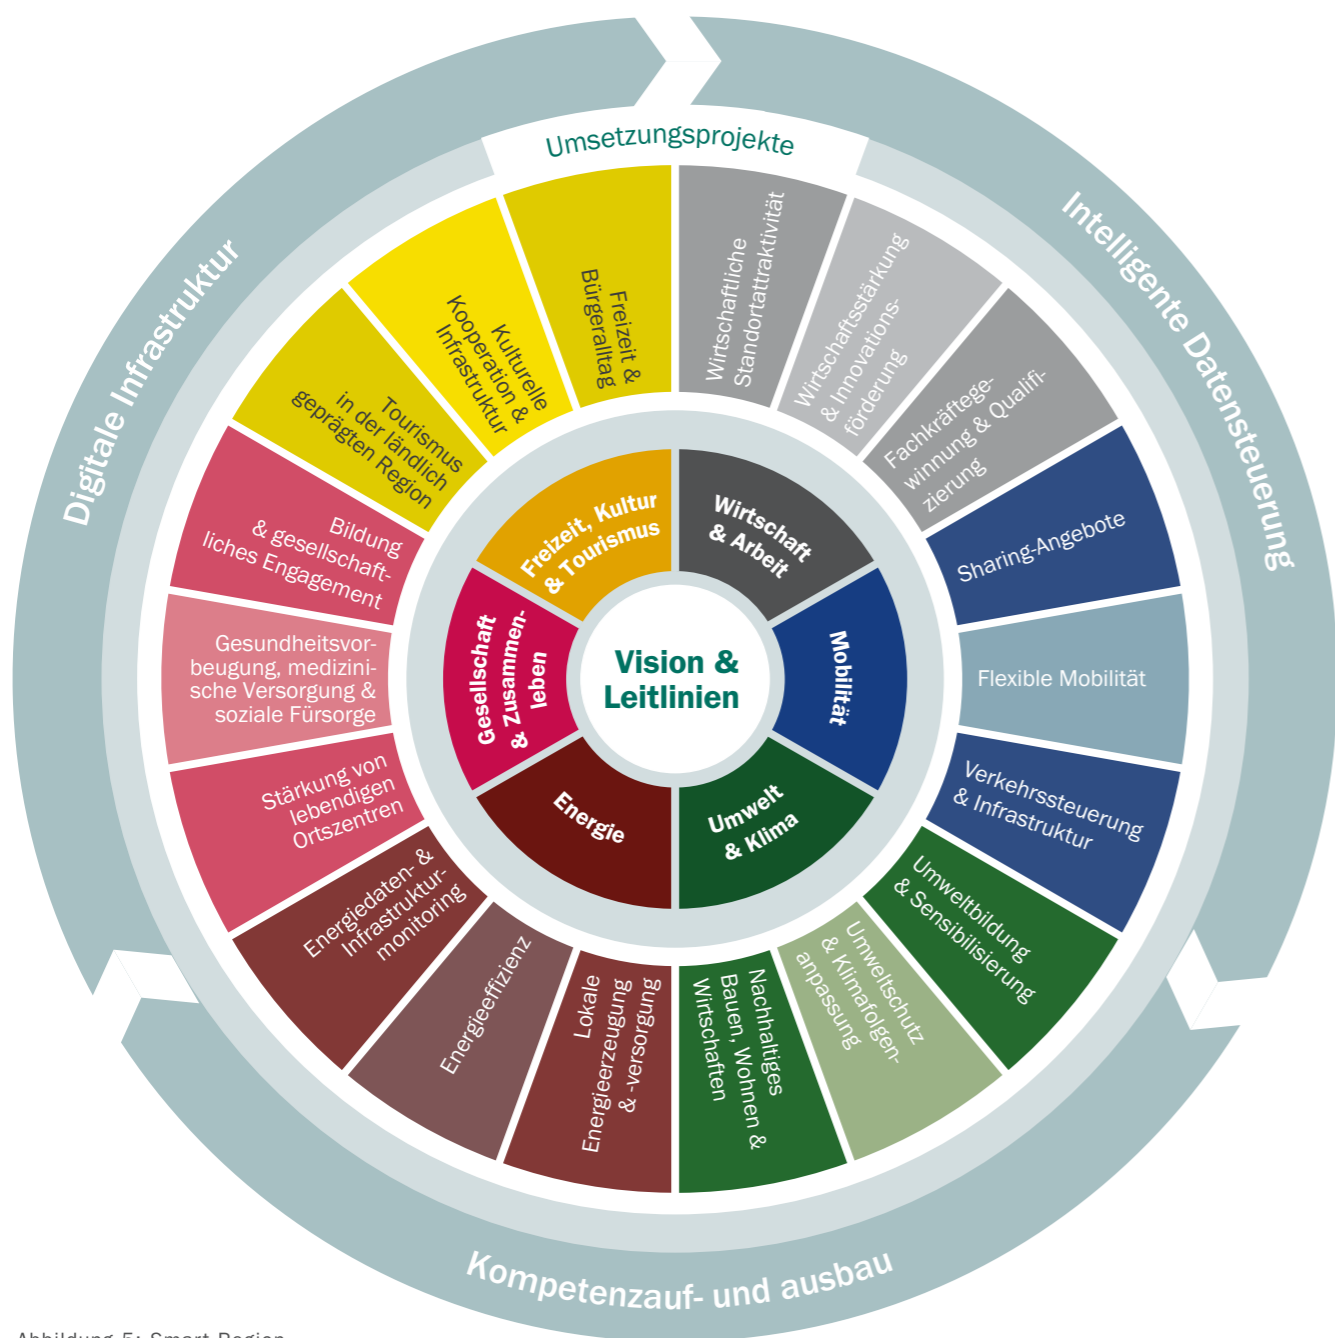 Digitale Infrastruktur
Intelligente Datensteuerung
Kompetenzauf- und ausbau
Umsetzungsprojekte
Wirtschaftliche
Standortattraktivität
Wirtschaftsstärkung
& Innovations-
förderung
Fachkräftege-
winnung & Qualifi-
zierung
Sharing-Angebote
Flexible Mobilität
Verkehrssteuerung
& Infrastruktur
Umweltbildung
& Sensibilisierung
Umweltschutz
& Klimafolgen-
anpassung
Nachhaltiges
Bauen, Wohnen &
Wirtschaften
Lokale
Energieerzeugung
& -versorgung
Energieeffizienz
Energiedaten- &
Infrastruktur-
monitoring
Stärkung von
lebendigen
Ortszentren
Gesundheitsvor-
beugung, medizini-
sche Versorgung &
soziale Fürsorge
Bildung
& gesellschaft-
liches Engagement
Tourismus
in der ländlich
geprägten Region
Kulturelle
Kooperation &
Infrastruktur
Freizeit &
Bürgeralltag
Wirtschaft
& Arbeit
Mobilität
Umwelt
& Klima
Energie
Gesellschaft
& Zusammen-
leben
Freizeit, Kultur
& Tourismus
Vision &
Leitlinien
Abbildung 5: Smart Region